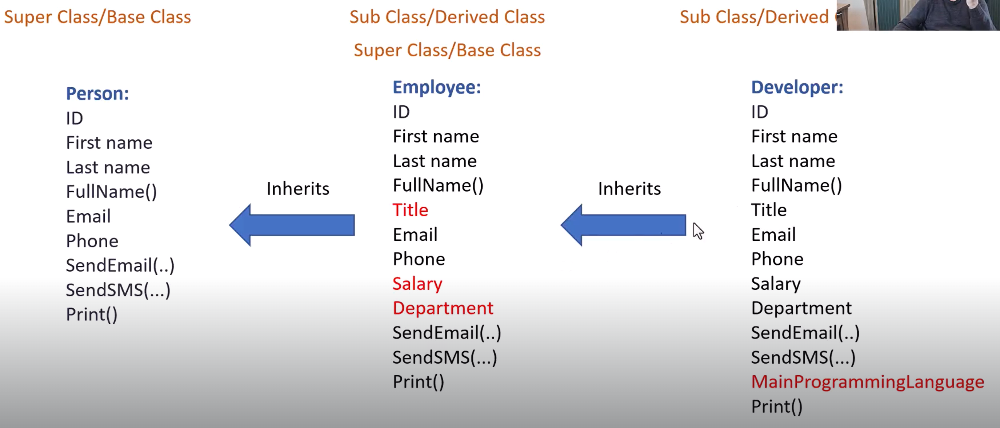 Super Class/Base Class
Sub Class/Derived Class
Super Class/Base Class
Sub Class/Derived
Person:
ID
First name
Last name
FullName()
Email
Phone
SendEmail(..)
SendSMS(...)
Print()
Inherits
Employee:
ID
First name
Last name
FullName()
Title
Email
Phone
Salary
Department
SendEmail(..)
SendSMS(...)
Print()
Inherits
Developer:
ID
First name
Last name
FullName()
Title
Email
Phone
Salary
Department
SendEmail(..)
SendSMS(...)
MainProgrammingLanguage
Print()